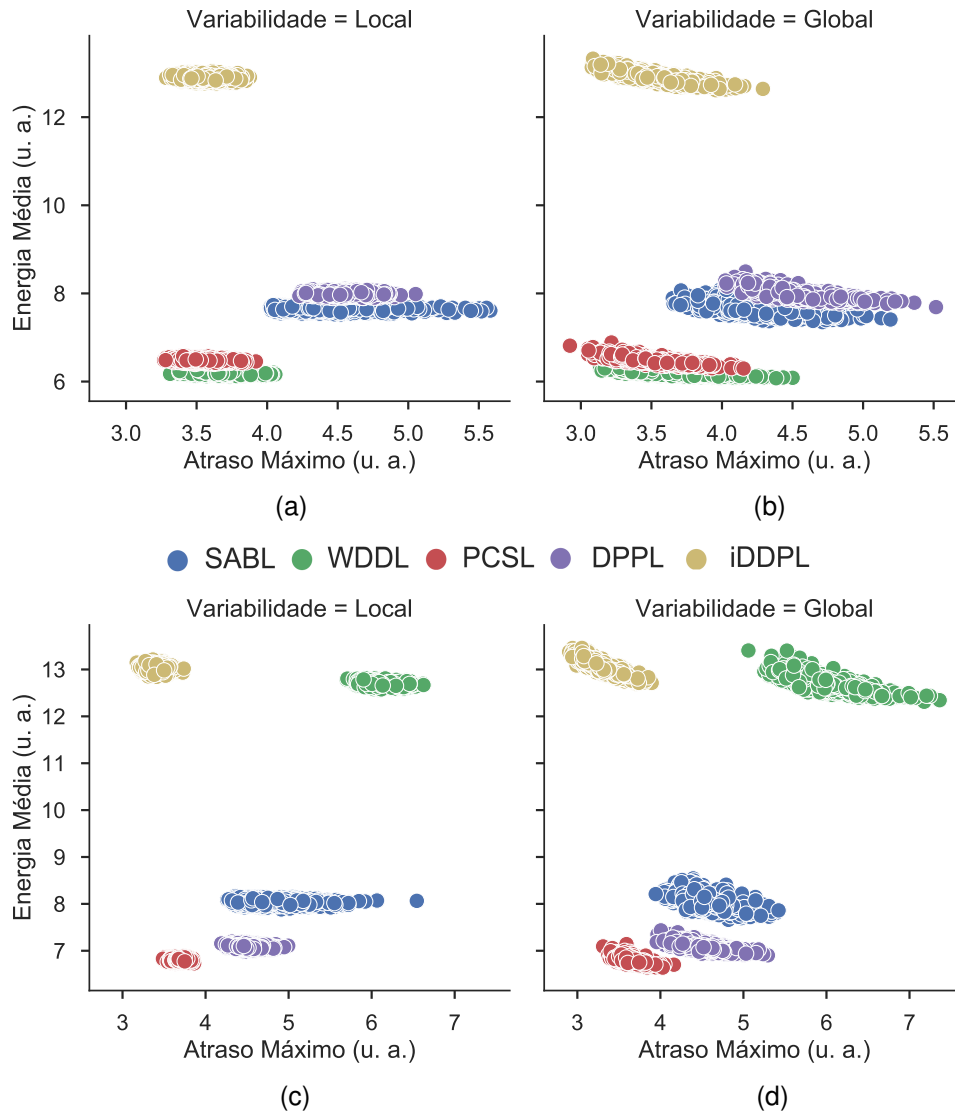 Variabilidade = Local
Variabilidade = Global
Energia Média (u. a.)
12
10
8
6
3.0 3.5 4.0 4.5 5.0 5.5
3.0 3.5 4.0 4.5 5.0 5.5
Atraso Máximo (u. a.)
Atraso Máximo (u. a.)
(a)
(b)
SABL WDDL PCSL DPPL iDDPL
Variabilidade = Local
Variabilidade = Global
Energia Média (u. a.)
13
12
11
10
9
8
7
3 4 5 6 7
3 4 5 6 7
Atraso Máximo (u. a.)
Atraso Máximo (u. a.)
(c)
(d)